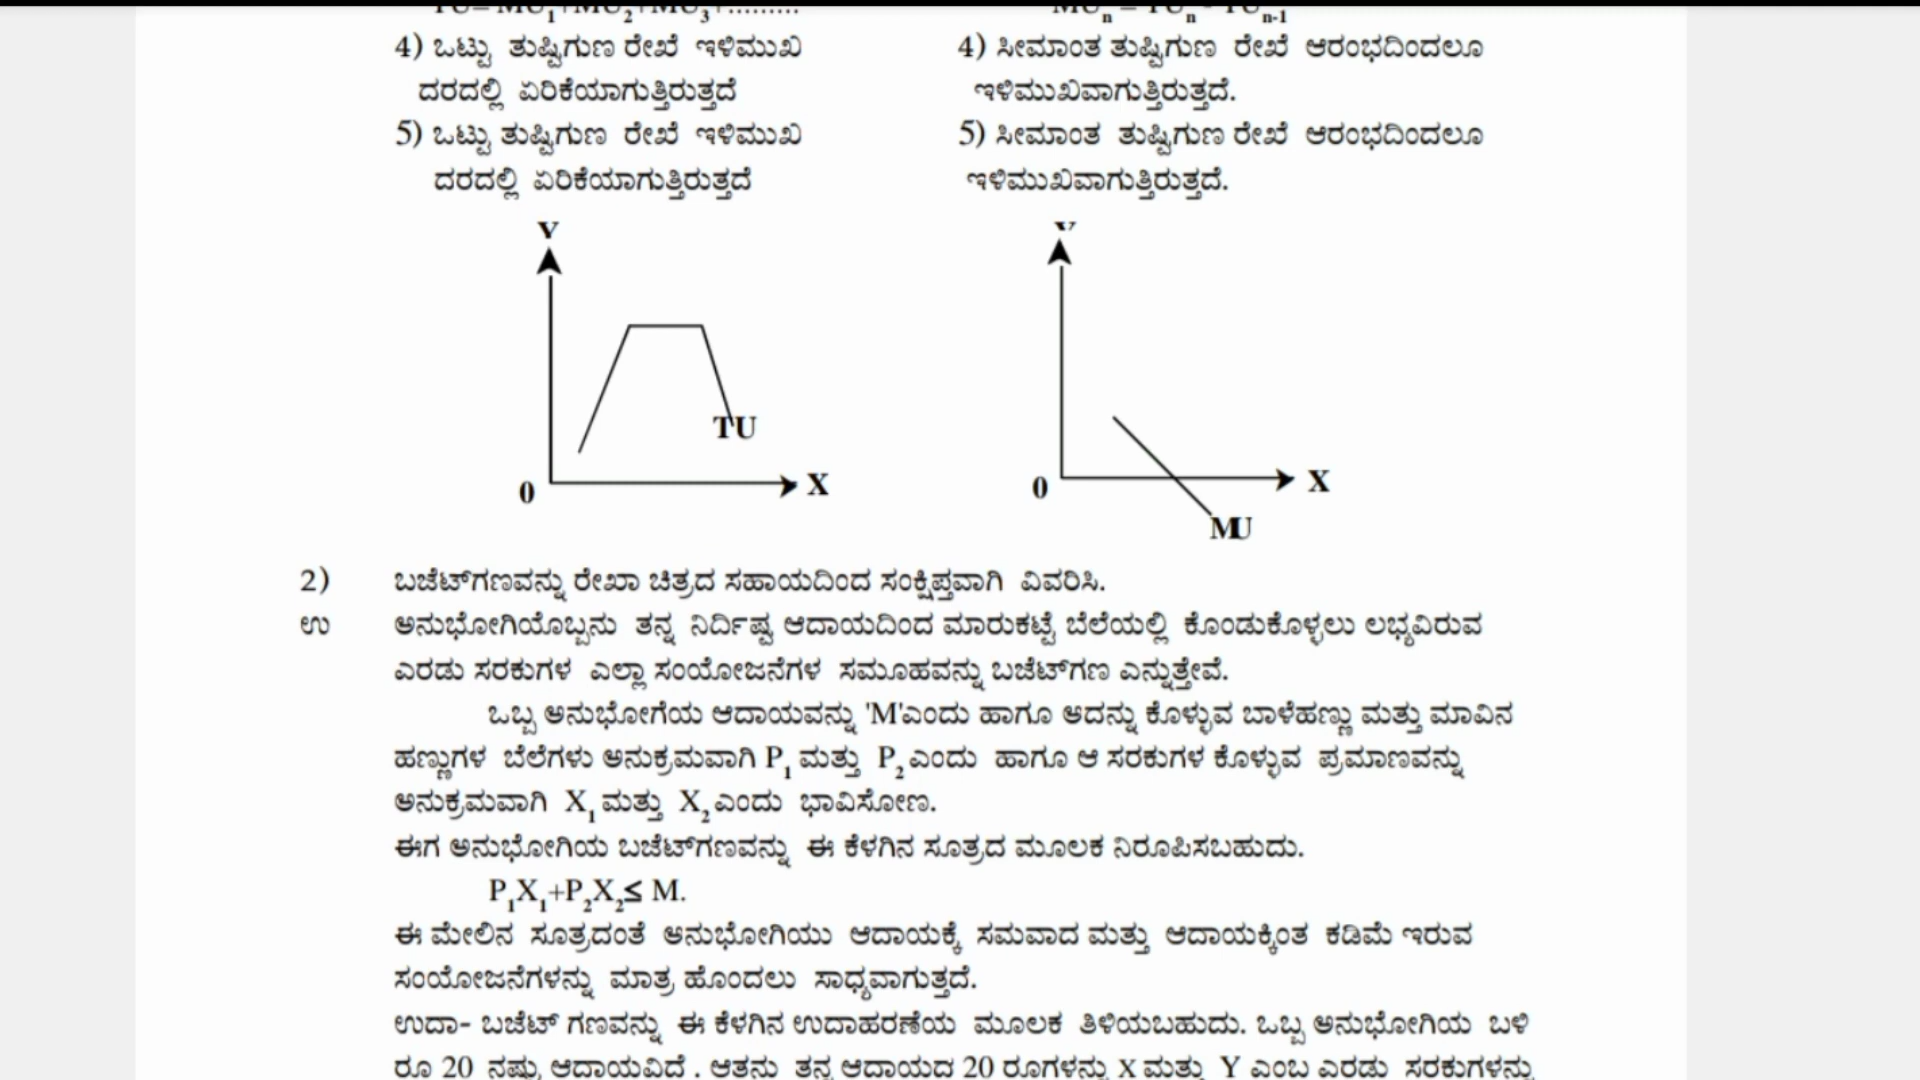 4) ಒಟ್ಟು ತುಷ್ಟಿಗುಣ ರೇಖೆ ಇಳಿಮುಖ
ದರದಲ್ಲಿ ಏರಿಕೆಯಾಗುತ್ತಿರುತ್ತದೆ
5) ಒಟ್ಟು ತುಷ್ಟಿಗುಣ ರೇಖೆ ಇಳಿಮುಖ
ದರದಲ್ಲಿ ಏರಿಕೆಯಾಗುತ್ತಿರುತ್ತದೆ
4) ಸೀಮಾಂತ ತುಷ್ಟಿಗುಣ ರೇಖೆ ಆರಂಭದಿಂದಲೂ
ಇಳಿಮುಖವಾಗುತ್ತಿರುತ್ತದೆ.
5) ಸೀಮಾಂತ ತುಷ್ಟಿಗುಣ ರೇಖೆ ಆರಂಭದಿಂದಲೂ
ಇಳಿಮುಖವಾಗುತ್ತಿರುತ್ತದೆ.
Y
TU
0
X
0
X
MU
2) ಬಜೆಟ್‌ಗಣವನ್ನು ರೇಖಾ ಚಿತ್ರದ ಸಹಾಯದಿಂದ ಸಂಕ್ಷಿಪ್ತವಾಗಿ ವಿವರಿಸಿ.
ಉ ಅನುಭೋಗಿಯೊಬ್ಬನು ತನ್ನ ನಿರ್ದಿಷ್ಟ ಆದಾಯದಿಂದ ಮಾರುಕಟ್ಟೆ ಬೆಲೆಯಲ್ಲಿ ಕೊಂಡುಕೊಳ್ಳಲು ಲಭ್ಯವಿರುವ
ಎರಡು ಸರಕುಗಳ ಎಲ್ಲಾ ಸಂಯೋಜನೆಗಳ ಸಮೂಹವನ್ನು ಬಜೆಟ್‌ಗಣ ಎನ್ನುತ್ತೇವೆ.
ಒಬ್ಬ ಅನುಭೋಗೆಯ ಆದಾಯವನ್ನು 'M'ಎಂದು ಹಾಗೂ ಅದನ್ನು ಕೊಳ್ಳುವ ಬಾಳೆಹಣ್ಣು ಮತ್ತು ಮಾವಿನ
ಹಣ್ಣುಗಳ ಬೆಲೆಗಳು ಅನುಕ್ರಮವಾಗಿ P₁ ಮತ್ತು P₂ ಎಂದು ಹಾಗೂ ಆ ಸರಕುಗಳ ಕೊಳ್ಳುವ ಪ್ರಮಾಣವನ್ನು
ಅನುಕ್ರಮವಾಗಿ X₁ ಮತ್ತು X₂ ಎಂದು ಭಾವಿಸೋಣ.
ಈಗ ಅನುಭೋಗಿಯ ಬಜೆಟ್‌ಗಣವನ್ನು ಈ ಕೆಳಗಿನ ಸೂತ್ರದ ಮೂಲಕ ನಿರೂಪಿಸಬಹುದು.
P₁X₁+P₂X₂≤ M.
ಈ ಮೇಲಿನ ಸೂತ್ರದಂತೆ ಅನುಭೋಗಿಯು ಆದಾಯಕ್ಕೆ ಸಮವಾದ ಮತ್ತು ಆದಾಯಕ್ಕಿಂತ ಕಡಿಮೆ ಇರುವ
ಸಂಯೋಜನೆಗಳನ್ನು ಮಾತ್ರ ಹೊಂದಲು ಸಾಧ್ಯವಾಗುತ್ತದೆ.
ಉದಾ- ಬಜೆಟ್ ಗಣವನ್ನು ಈ ಕೆಳಗಿನ ಉದಾಹರಣೆಯ ಮೂಲಕ ತಿಳಿಯಬಹುದು. ಒಬ್ಬ ಅನುಭೋಗಿಯ ಬಳಿ
ರೂ 20 ನಷ್ಟು ಆದಾಯವಿದೆ . ಆತನು ತನ್ನ ಆದಾಯದ 20 ರೂಗಳನ್ನು X ಮತ್ತು Y ಎಂಬ ಎರಡು ಸರಕುಗಳನ್ನು